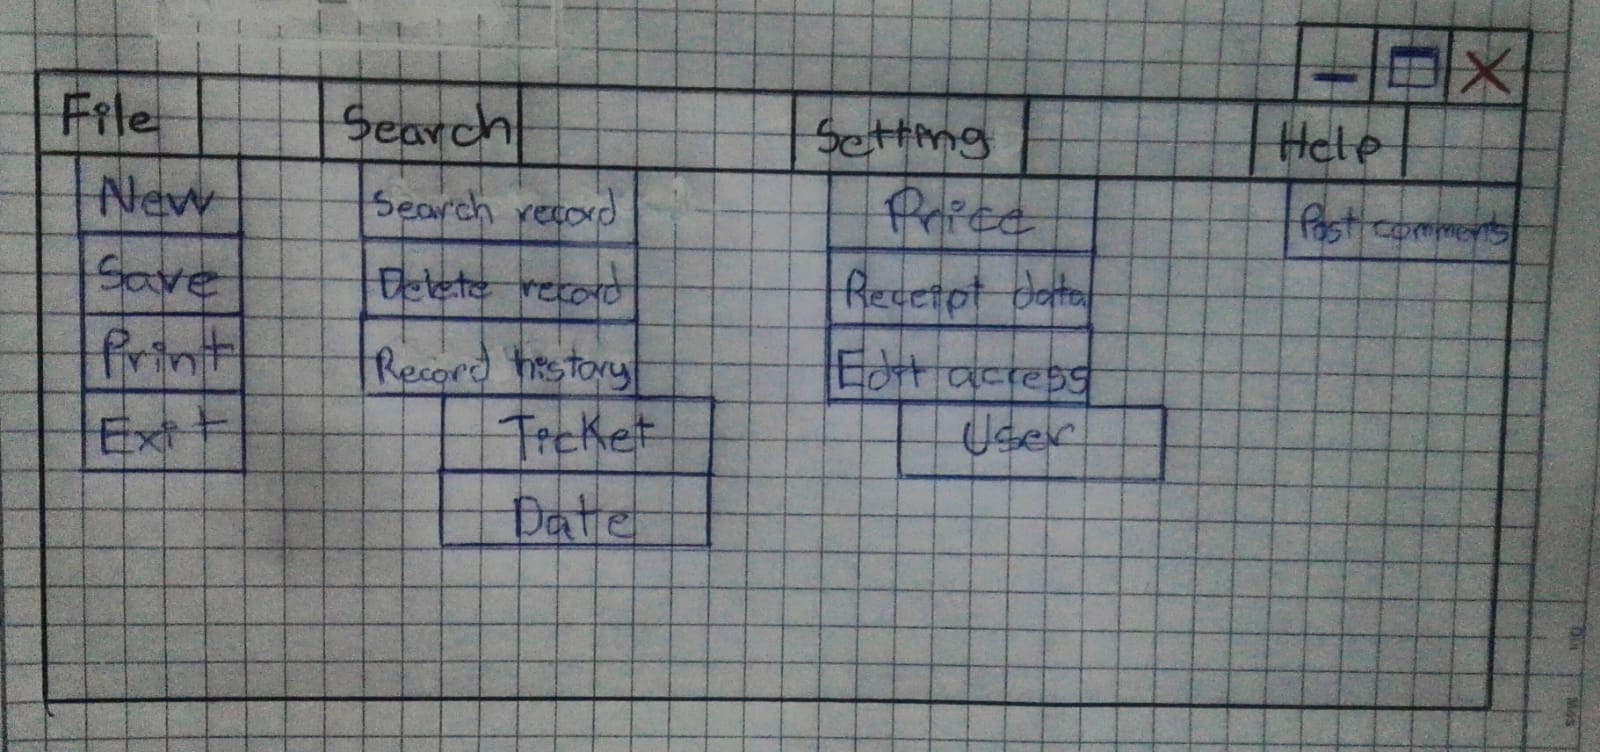 File
Search
Setting
Help
New
Save
Print
Exit
Search record
Delete record
Record history
Ticket
Date
Price
Receipt data
Edit access
User
Post comments